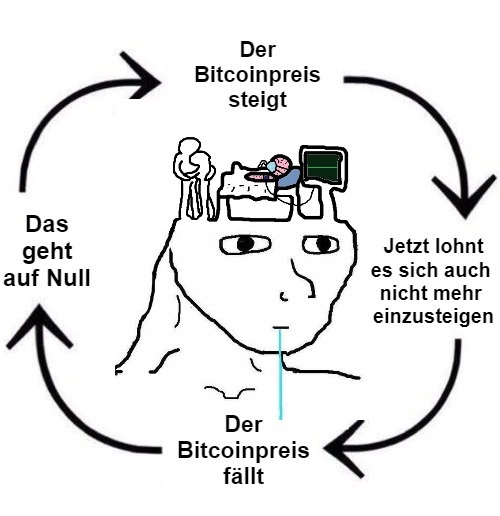 Der
Bitcoinpreis
steigt
Jetzt lohnt
es sich auch
nicht mehr
einzusteigen
Der
Bitcoinpreis
fällt
Das
geht
auf Null